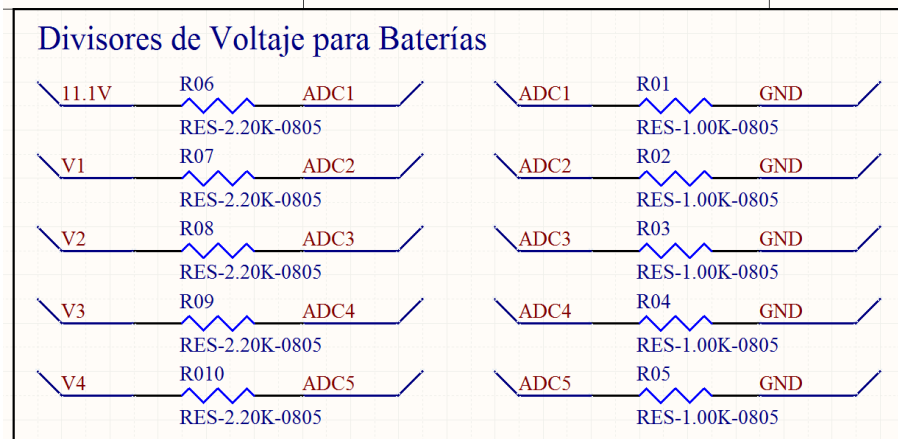 Divisores de Voltaje para Baterías
11.1V R06 ADC1
RES-2.20K-0805
ADC1 R01 GND
RES-1.00K-0805
V1 R07 ADC2
RES-2.20K-0805
ADC2 R02 GND
RES-1.00K-0805
V2 R08 ADC3
RES-2.20K-0805
ADC3 R03 GND
RES-1.00K-0805
V3 R09 ADC4
RES-2.20K-0805
ADC4 R04 GND
RES-1.00K-0805
V4 R010 ADC5
RES-2.20K-0805
ADC5 R05 GND
RES-1.00K-0805